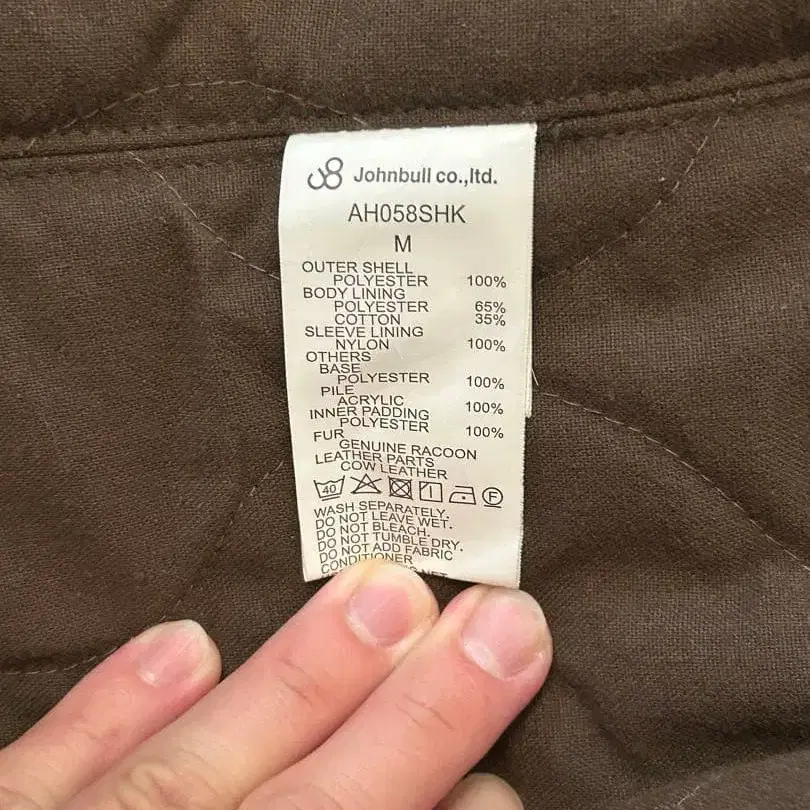 Johnbull co.,ltd.
AH058SHK
M
OUTER SHELL
POLYESTER 100%
BODY LINING
POLYESTER 65%
COTTON 35%
SLEEVE LINING
NYLON 100%
OTHERS
BASE
POLYESTER 100%
PILE
ACRYLIC 100%
INNER PADDING
POLYESTER 100%
FUR
GENUINE RACOON
LEATHER PARTS
COW LEATHER
40 F
WASH SEPARATELY.
DO NOT LEAVE WET.
DO NOT BLEACH.
DO NOT TUMBLE DRY.
DO NOT ADD FABRIC
CONDITIONER